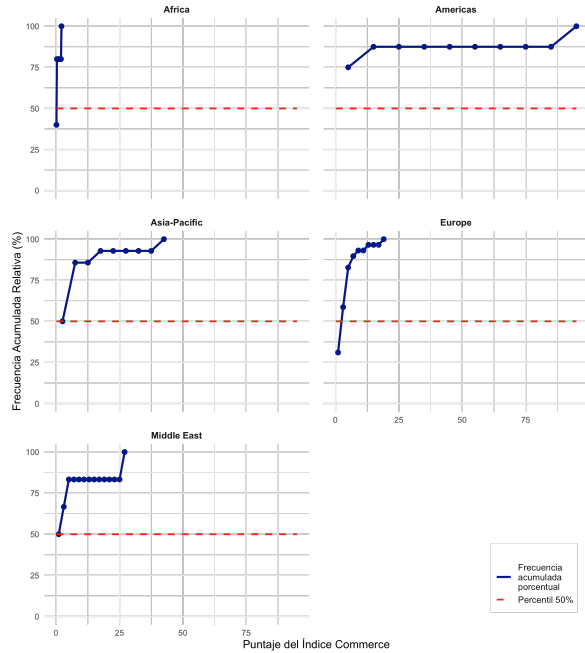 Africa
Americas
100
75
50
25
0
Asia-Pacific
Europe
100
75
50
25
0
0
25
50
75
Middle East
100
75
50
25
0
0
25
50
75
Frecuencia Acumulada Relativa (%)
Puntaje del Índice Commerce
Frecuencia
acumulada
porcentual
Percentil 50%